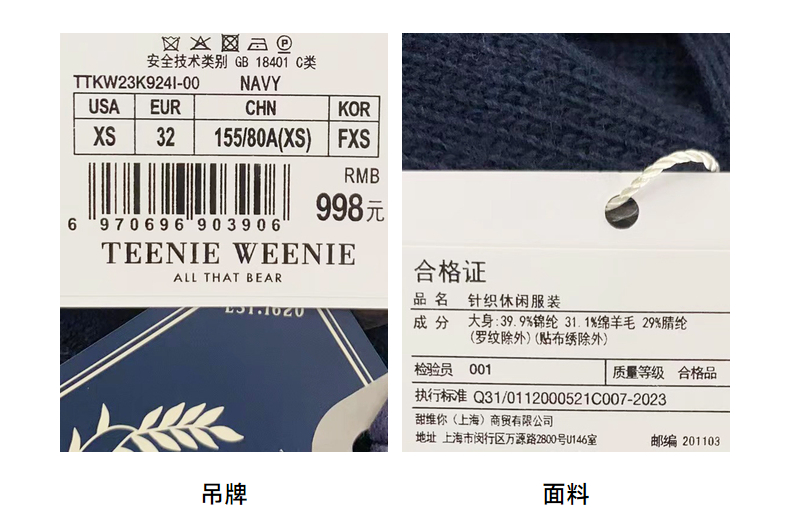 安全技术类别 GB 18401 C类
TTKW23K924I-00 NAVY
USA EUR CHN KOR
XS 32 155/80A(XS) FXS
RMB
998元
6 970696 903906
TEENIE WEENIE
ALL THAT BEAR
EST.1620
合格证
品 名 针织休闲服装
成 分 大身:39.9%锦纶 31.1%绵羊毛 29%腈纶
(罗纹除外)(贴布绣除外)
检验员 001 质量等级 合格品
执行标准 Q31/0112000521C007-2023
甜维你（上海）商贸有限公司
地址 上海市闵行区万源路2800号U146室 邮编 201103
吊牌 面料